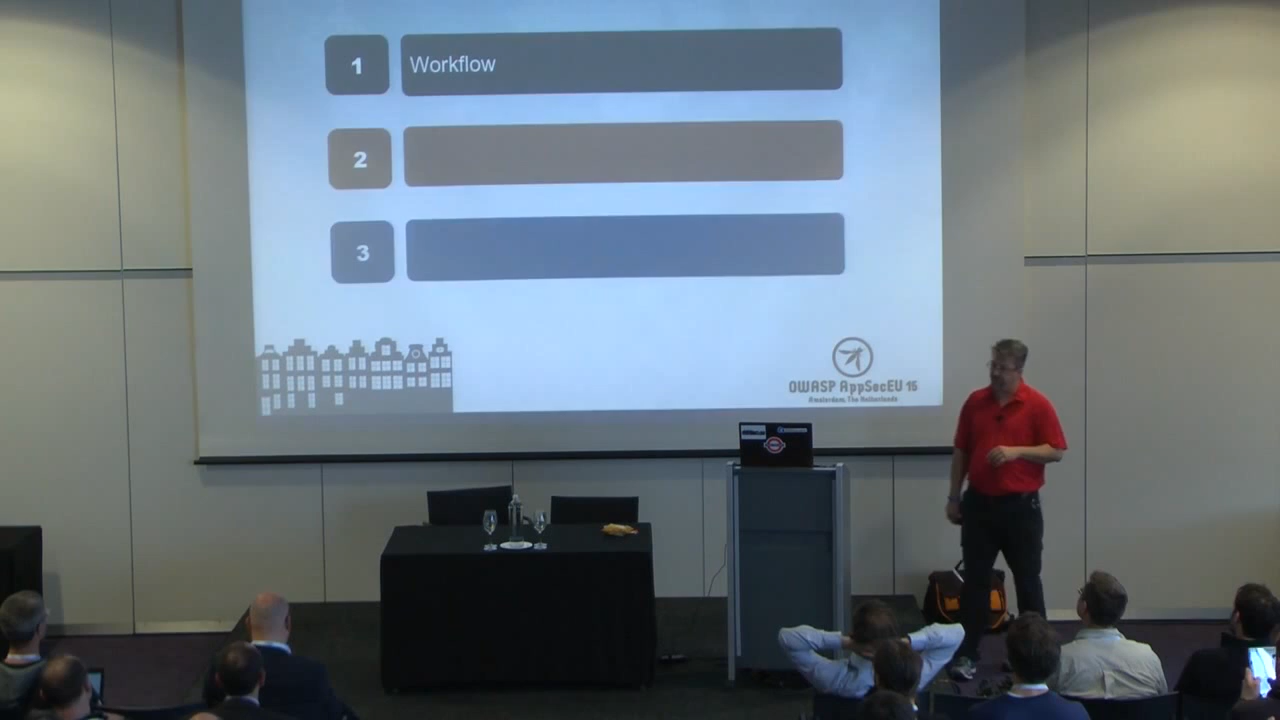 1
Workflow
2
3
OWASP AppSecEU 15
Amsterdam, The Netherlands